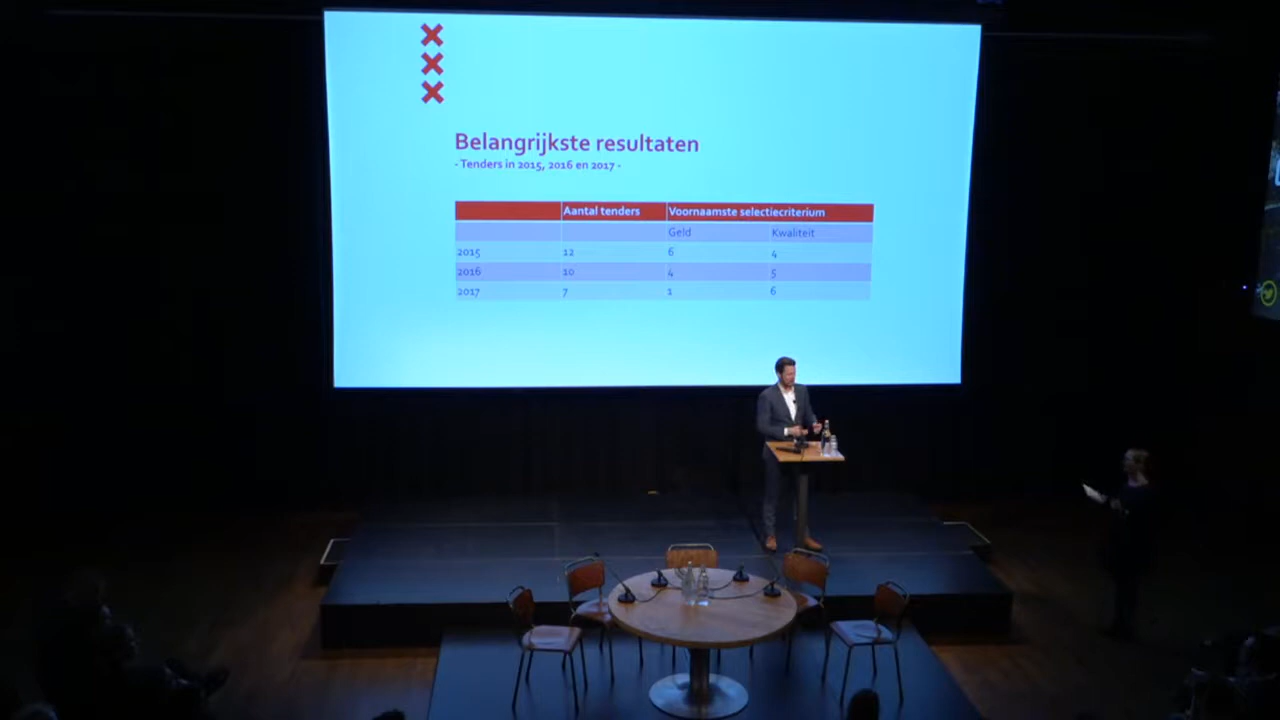 Belangrijkste resultaten
- Tenders in 2015, 2016 en 2017 -
Aantal tenders Voornaamste selectiecriterium
Geld Kwaliteit
2015 12 6 4
2016 10 4 5
2017 7 1 6